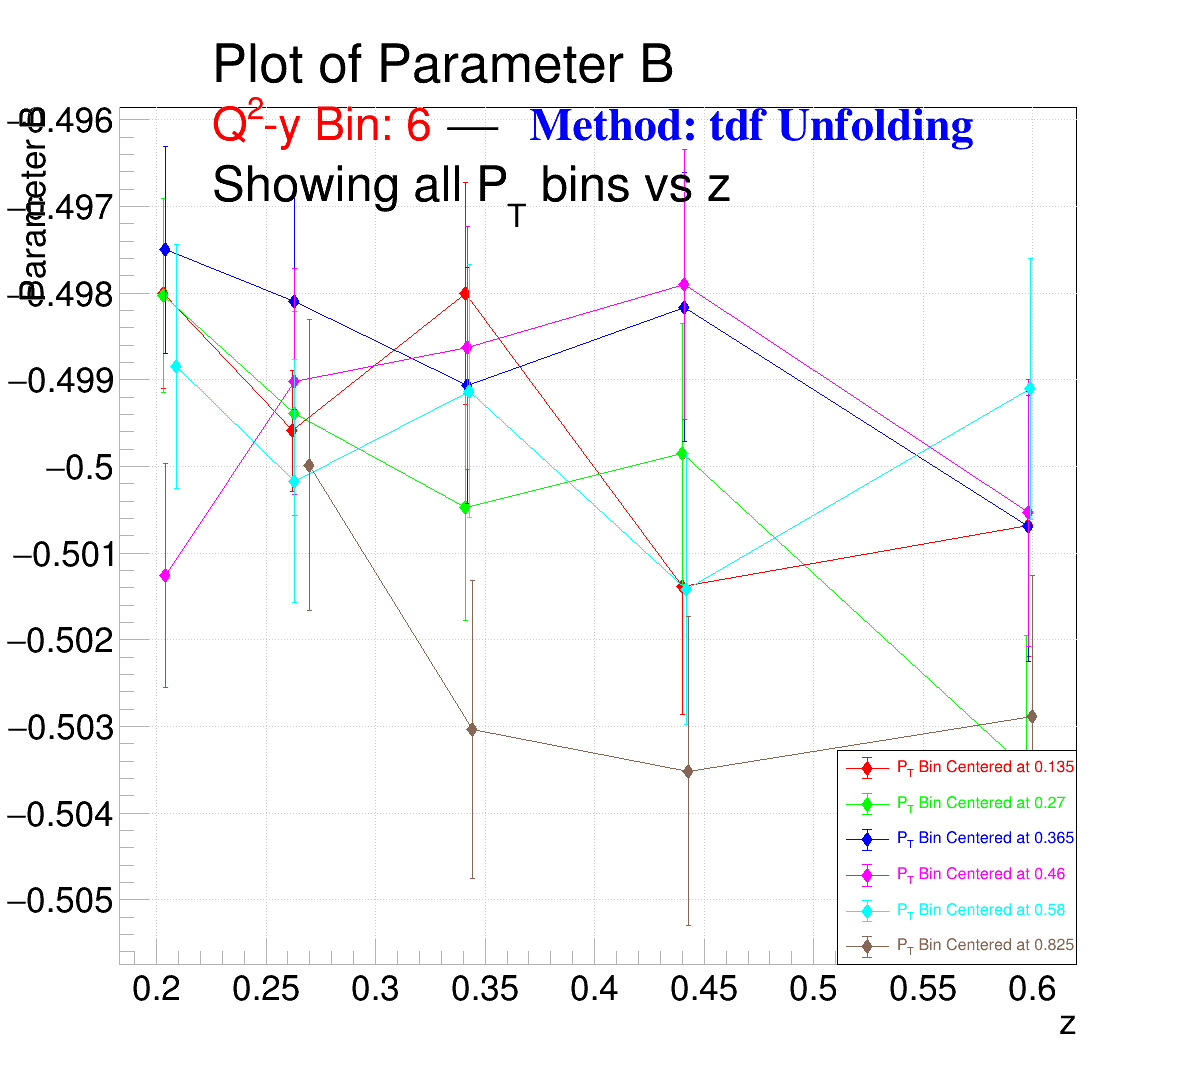 Plot of Parameter B
Q2-y Bin: 6 — Method: tdf Unfolding
Showing all PT bins vs z
Parameter B
−0.496
−0.497
−0.498
−0.499
−0.5
−0.501
−0.502
−0.503
−0.504
−0.505
PT Bin Centered at 0.135
PT Bin Centered at 0.27
PT Bin Centered at 0.365
PT Bin Centered at 0.46
PT Bin Centered at 0.58
PT Bin Centered at 0.825
0.2 0.25 0.3 0.35 0.4 0.45 0.5 0.55 0.6
z